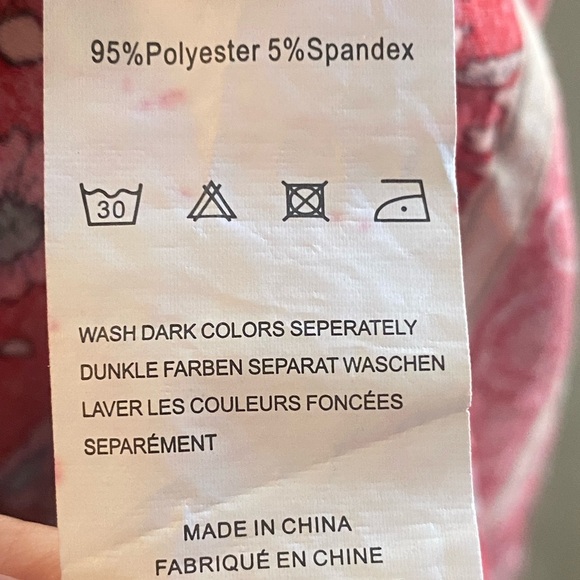 95%Polyester 5%Spandex
30
WASH DARK COLORS SEPERATELY
DUNKLE FARBEN SEPARAT WASCHEN
LAVER LES COULEURS FONCÉES
SEPARÉMENT
MADE IN CHINA
FABRIQUÉ EN CHINE